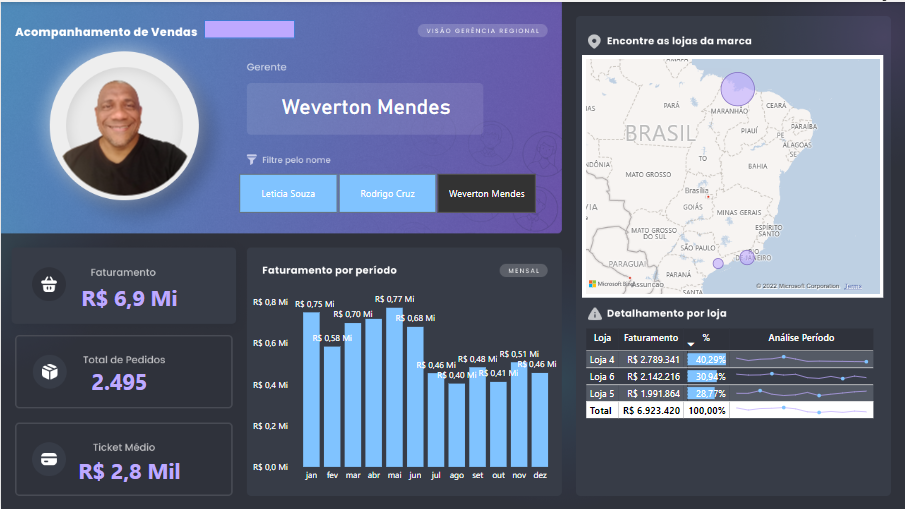 Acompanhamento de Vendas
VISÃO GERÊNCIA REGIONAL
Gerente
Weverton Mendes
Filtre pelo nome
Letícia Souza
Rodrigo Cruz
Weverton Mendes
Faturamento
R$ 6,9 Mi
Total de Pedidos
2.495
Ticket Médio
R$ 2,8 Mil
Faturamento por período
MENSAL
R$ 0,8 Mi
R$ 0,6 Mi
R$ 0,4 Mi
R$ 0,2 Mi
R$ 0,0 Mi
R$ 0,75 Mi
R$ 0,58 Mi
R$ 0,70 Mi
R$ 0,77 Mi
R$ 0,68 Mi
R$ 0,46 Mi
R$ 0,40 Mi
R$ 0,48 Mi
R$ 0,41 Mi
R$ 0,51 Mi
R$ 0,46 Mi
jan fev mar abr mai jun jul ago set out nov dez
Encontre as lojas da marca
BRASIL
PARÁ
MARANHÃO
CEARÁ
PIAUÍ
PARAÍBA
PE
ALAGOAS
SE
TO
BAHIA
MATO GROSSO
Brasília
GOIÁS
MINAS GERAIS
ESPÍRITO
SANTO
MATO GROSSO
DO SUL
SÃO PAULO
RIO
DE JANEIRO
PARAGUAI
PARANÁ
SANTA
Assuncao
Microsoft Bing
© 2022 Microsoft Corporation Terms
Detalhamento por loja
Loja Faturamento % Análise Período
Loja 4 R$ 2.789.341 40,29%
Loja 6 R$ 2.142.216 30,94%
Loja 5 R$ 1.991.864 28,77%
Total R$ 6.923.420 100,00%